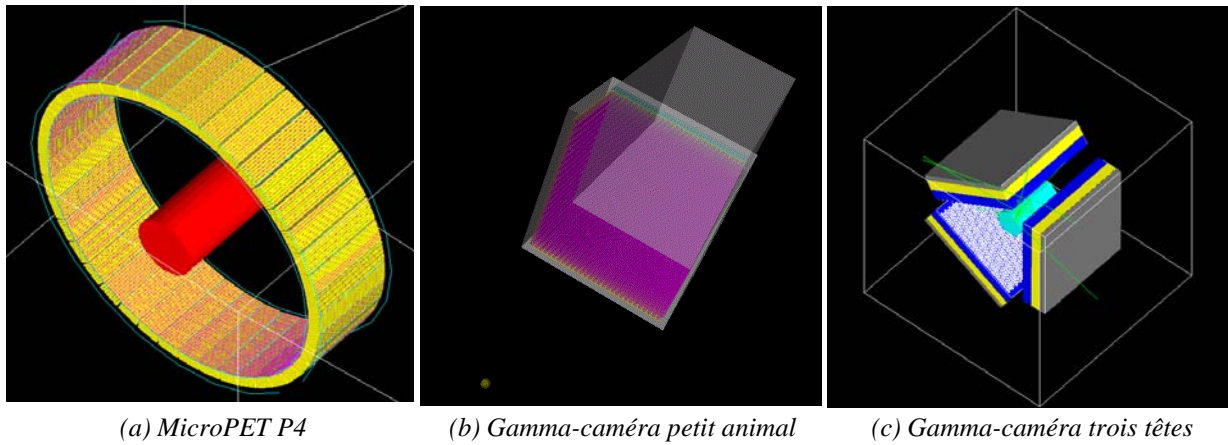 (a) MicroPET P4
(b) Gamma-caméra petit animal
(c) Gamma-caméra trois têtes